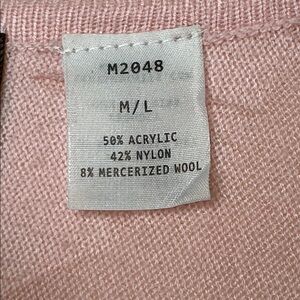 M2048
M/L
50% ACRYLIC
42% NYLON
8% MERCERIZED WOOL